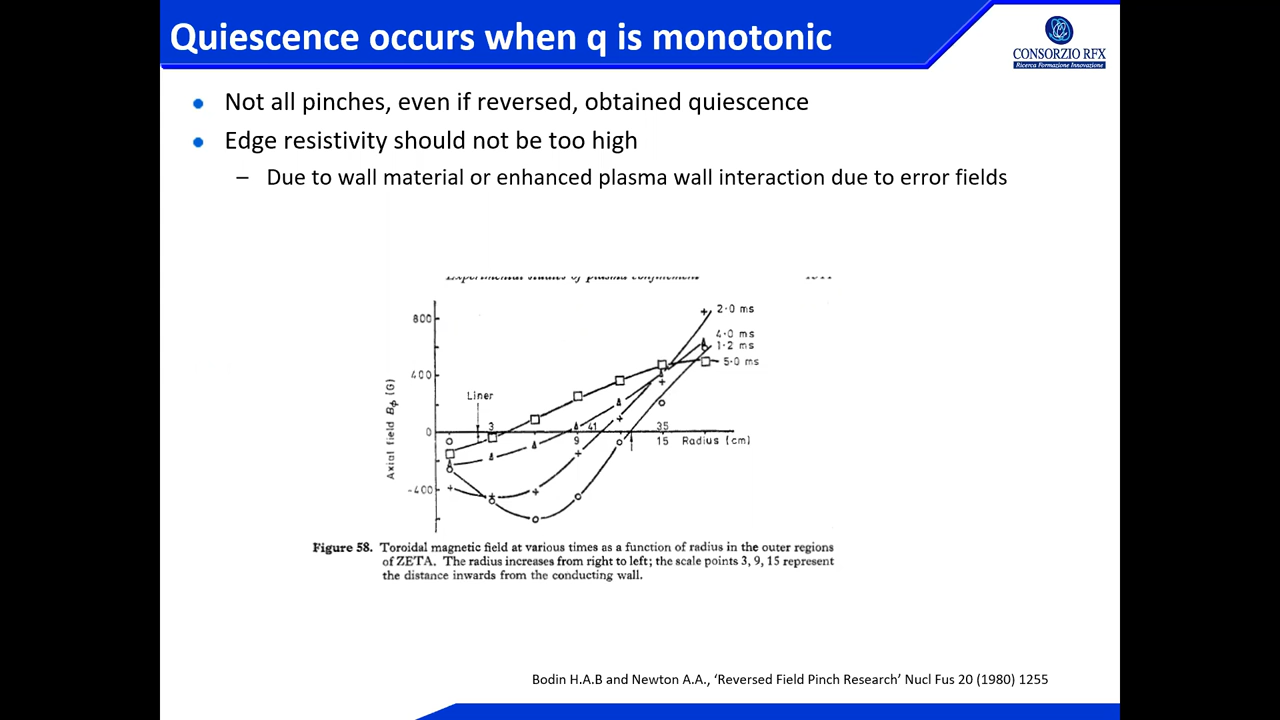 Quiescence occurs when q is monotonic
CONSORZIO RFX
Ricerca Formazione Innovazione
Not all pinches, even if reversed, obtained quiescence
Edge resistivity should not be too high
– Due to wall material or enhanced plasma wall interaction due to error fields
Experimental studies of plasma confinement
800
400
0
-400
Axial field Bϕ (G)
Liner
3
9
41
35
15
Radius (cm)
2·0 ms
4·0 ms
1·2 ms
5·0 ms
Figure 58. Toroidal magnetic field at various times as a function of radius in the outer regions
of ZETA. The radius increases from right to left; the scale points 3, 9, 15 represent
the distance inwards from the conducting wall.
Bodin H.A.B and Newton A.A., ‘Reversed Field Pinch Research’ Nucl Fus 20 (1980) 1255